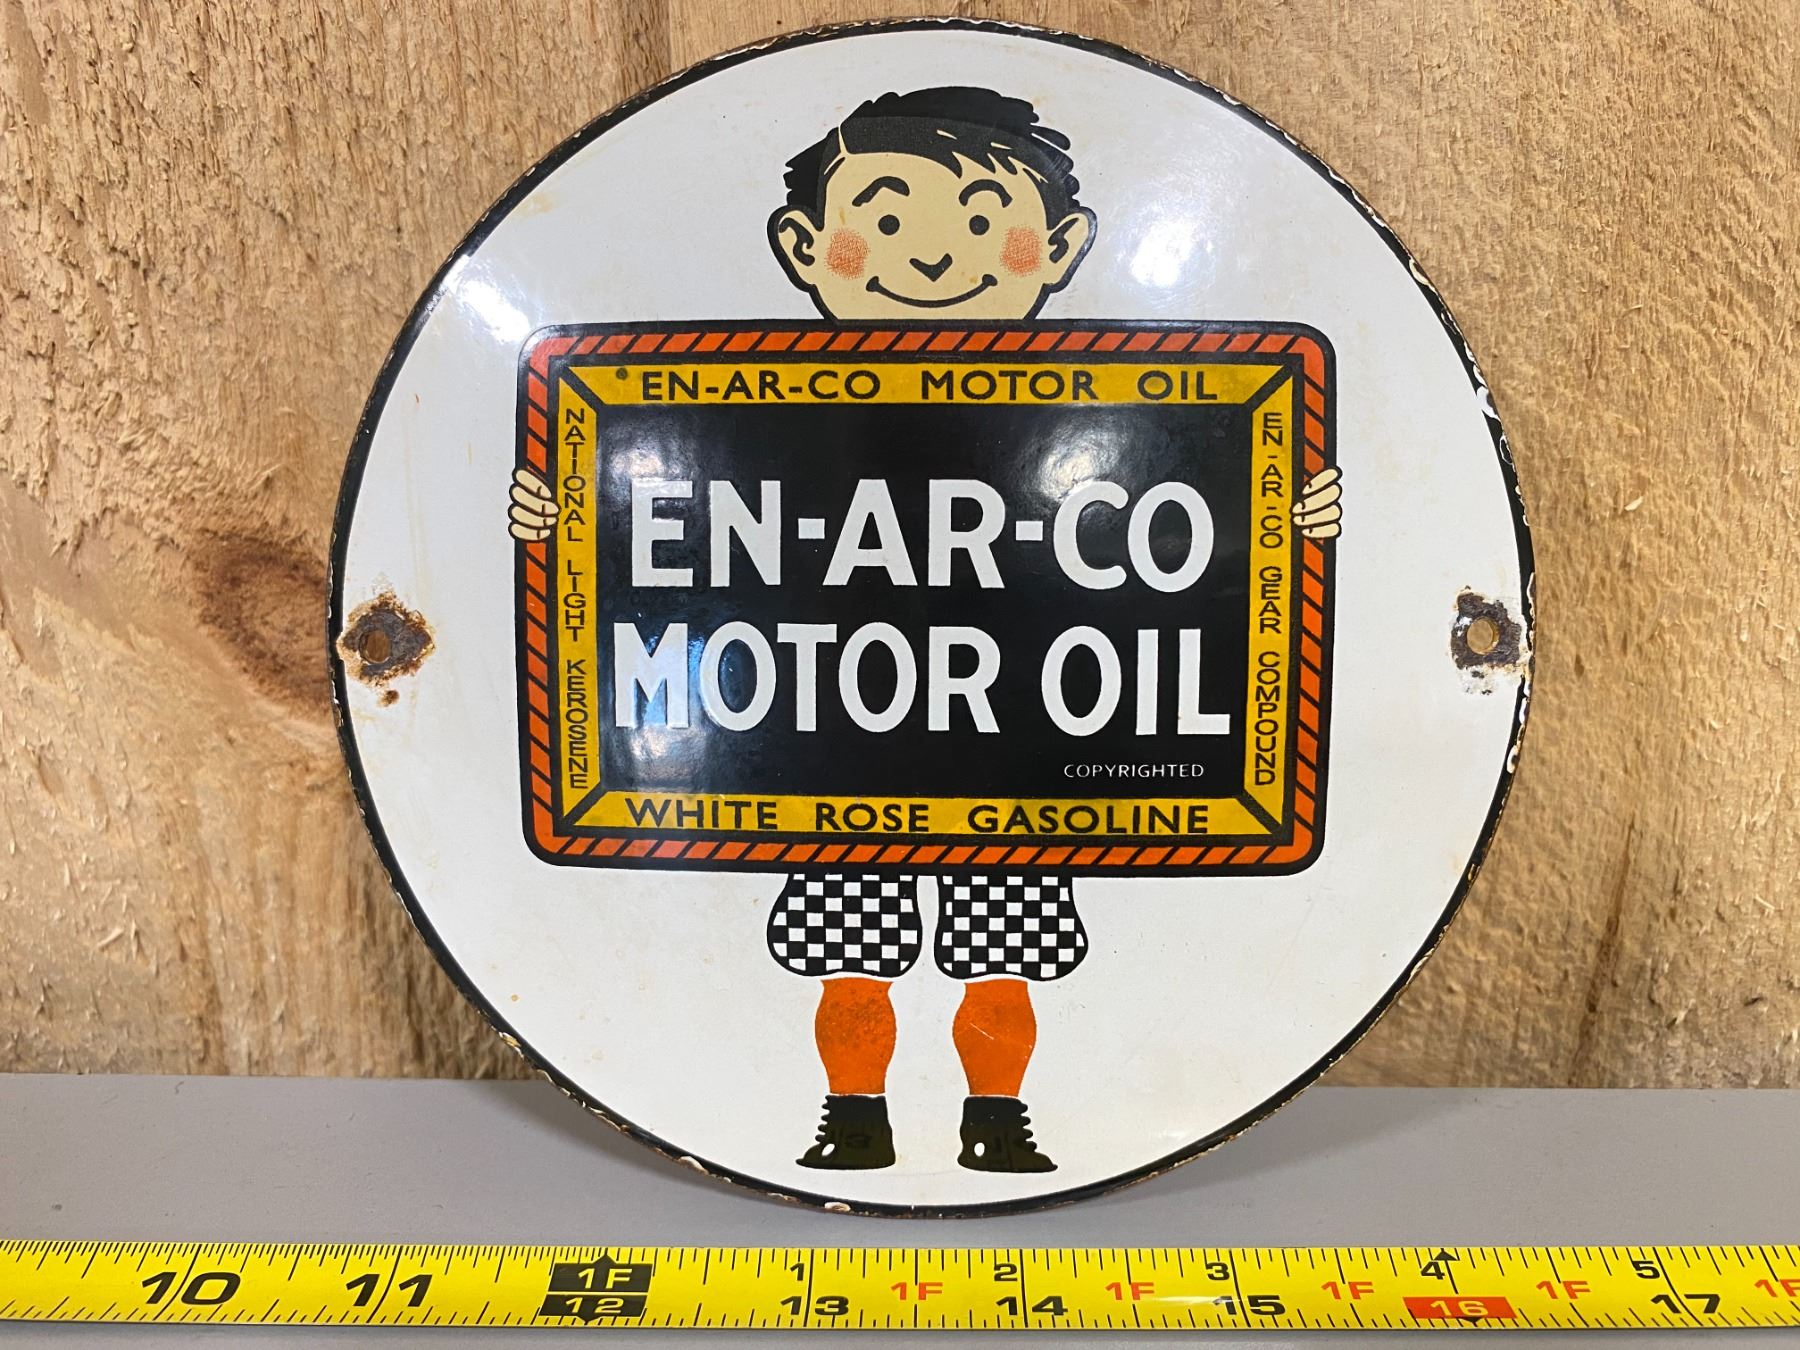 EN-AR-CO MOTOR OIL
NATIONAL LIGHT KEROSENE
EN-AR-CO GEAR COMPOUND
EN-AR-CO
MOTOR OIL
COPYRIGHTED
WHITE ROSE GASOLINE
1F 1 1F 2 1F 3 1F 4 1F 5 1F
10 11 12 13 14 15 16 17